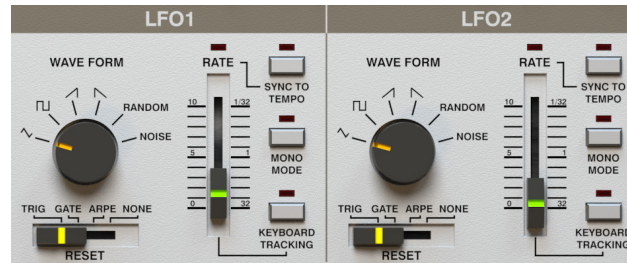 LFO1
WAVE FORM
RANDOM
NOISE
TRIG GATE ARPE NONE
RESET
RATE
10 1/32
5 1
0 32
SYNC TO
TEMPO
MONO
MODE
KEYBOARD
TRACKING
LFO2
WAVE FORM
RANDOM
NOISE
TRIG GATE ARPE NONE
RESET
RATE
10 1/32
5 1
0 32
SYNC TO
TEMPO
MONO
MODE
KEYBOARD
TRACKING